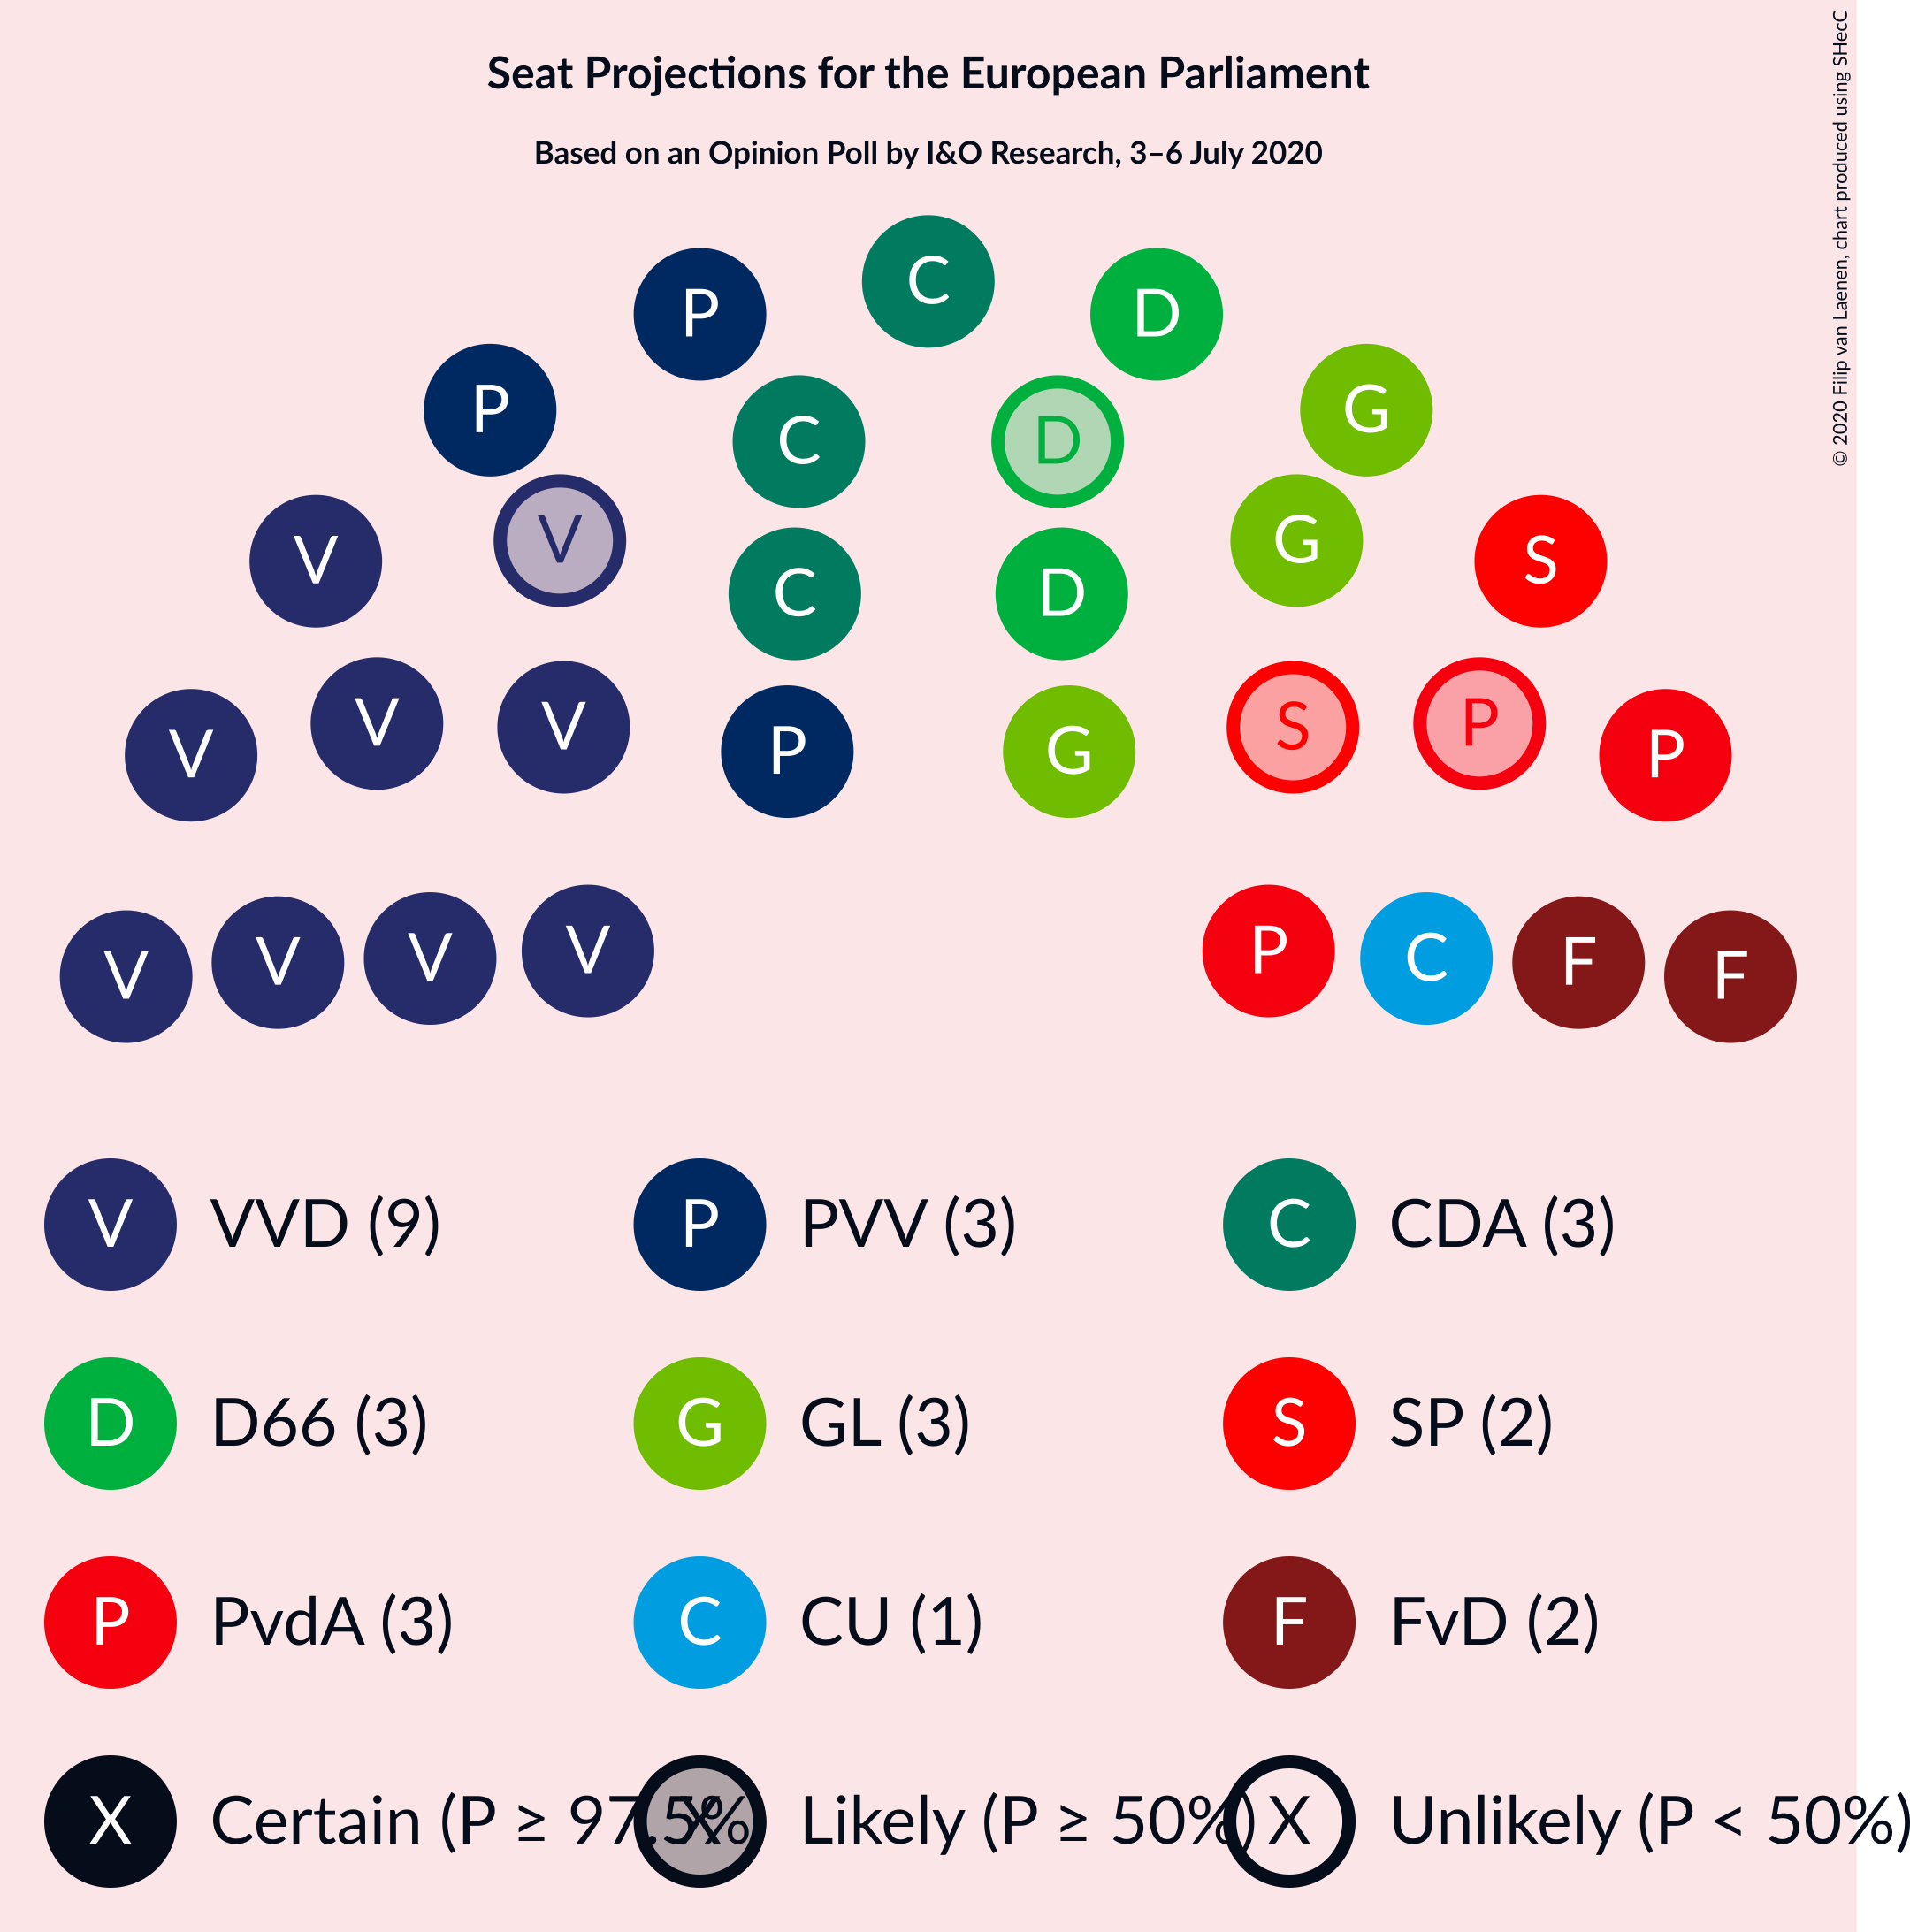 Seat Projections for the European Parliament
Based on an Opinion Poll by I&O Research, 3–6 July 2020
© 2020 Filip van Laenen, chart produced using SHecC
C
P D
P G
C D
V V G S
C D
V V V P G S P P
V V V V P C F F
V VVD (9) P PVV (3) C CDA (3)
D D66 (3) G GL (3) S SP (2)
P PvdA (3) C CU (1) F FvD (2)
X Certain (P ≥ 97.5% X Likely (P ≥ 50%) X Unlikely (P < 50%)